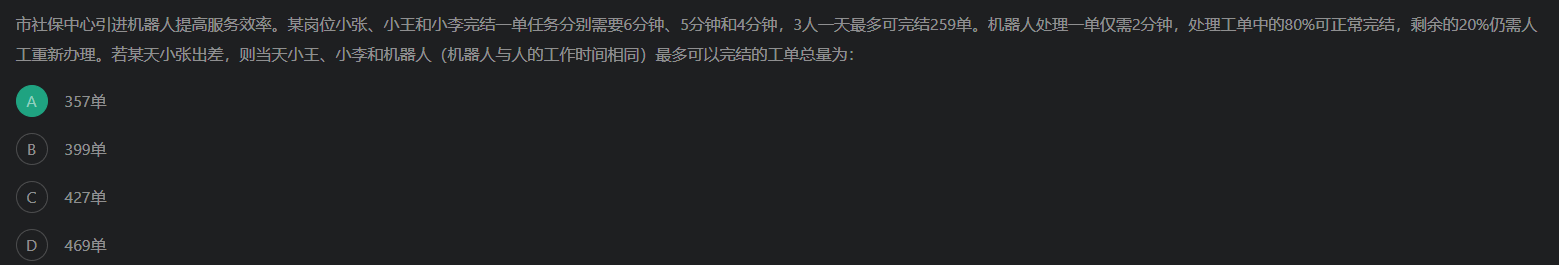 市社保中心引进机器人提高服务效率。某岗位小张、小王和小李完结一单任务分别需要6分钟、5分钟和4分钟，3人一天最多可完结259单。机器人处理一单仅需2分钟，处理工单中的80%可正常完结，剩余的20%仍需人
工重新办理。若某天小张出差，则当天小王、小李和机器人（机器人与人的工作时间相同）最多可以完结的工单总量为：
A 357单
B 399单
C 427单
D 469单